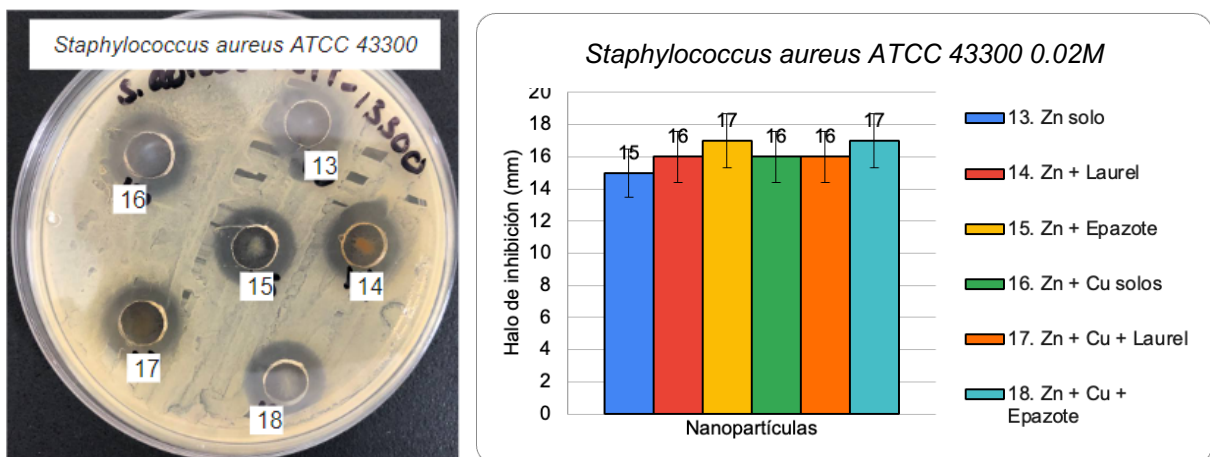 Staphylococcus aureus ATCC 43300
S. aureus ATT-13300
16
13
15
14
17
18
Staphylococcus aureus ATCC 43300 0.02M
Halo de inhibición (mm)
20
18
16
14
12
10
8
6
4
2
0
15
16
17
16
16
17
Nanopartículas
13. Zn solo
14. Zn + Laurel
15. Zn + Epazote
16. Zn + Cu solos
17. Zn + Cu + Laurel
18. Zn + Cu +
Epazote